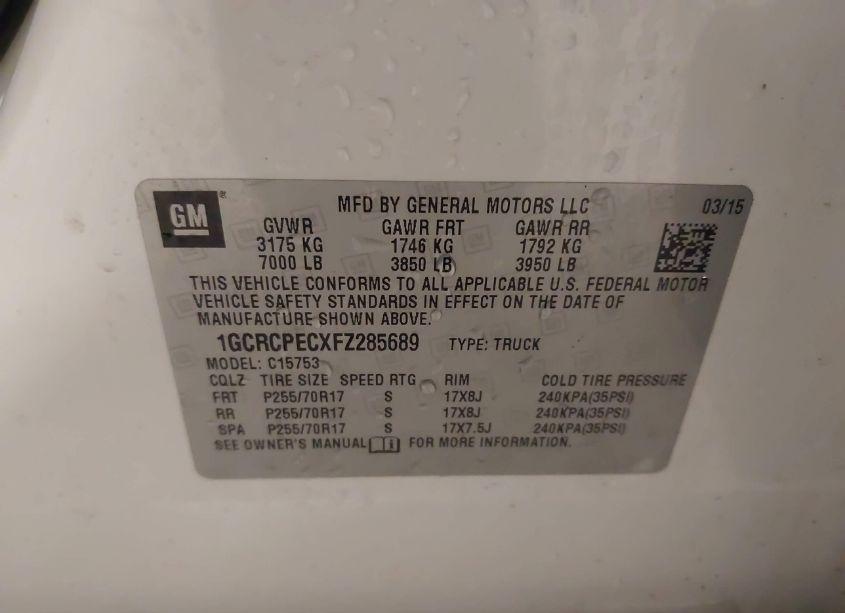 GM
MFD BY GENERAL MOTORS LLC 03/15
GVWR GAWR FRT GAWR RR
3175 KG 1746 KG 1792 KG
7000 LB 3850 LB 3950 LB
THIS VEHICLE CONFORMS TO ALL APPLICABLE U.S. FEDERAL MOTOR
VEHICLE SAFETY STANDARDS IN EFFECT ON THE DATE OF
MANUFACTURE SHOWN ABOVE.
1GCRCPECXFZ285689 TYPE: TRUCK
MODEL: C15753
CQLZ TIRE SIZE SPEED RTG RIM COLD TIRE PRESSURE
FRT P255/70R17 S 17X8J 240KPA(35PSI)
RR P255/70R17 S 17X8J 240KPA(35PSI)
SPA P255/70R17 S 17X7.5J 240KPA(35PSI)
SEE OWNER'S MANUAL FOR MORE INFORMATION.